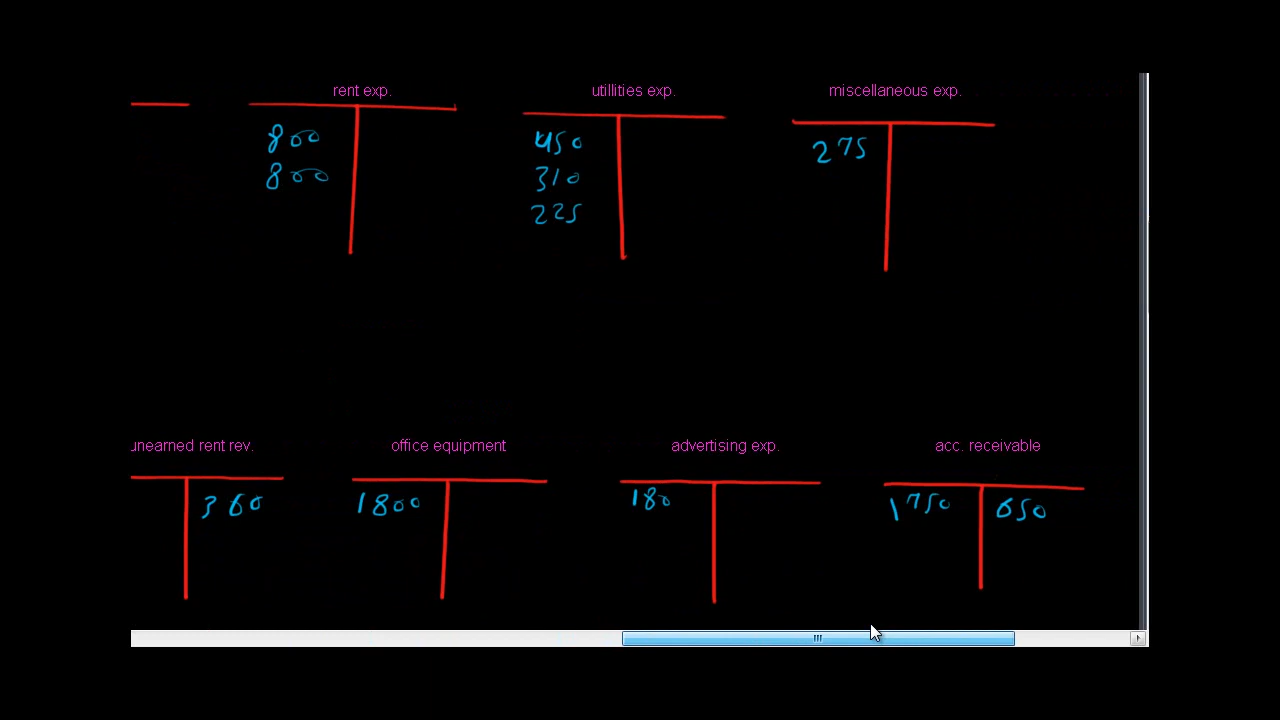 rent exp.
utillities exp.
miscellaneous exp.
800
800
450
310
225
275
unearned rent rev.
office equipment
advertising exp.
acc. receivable
360
1800
180
1750
650